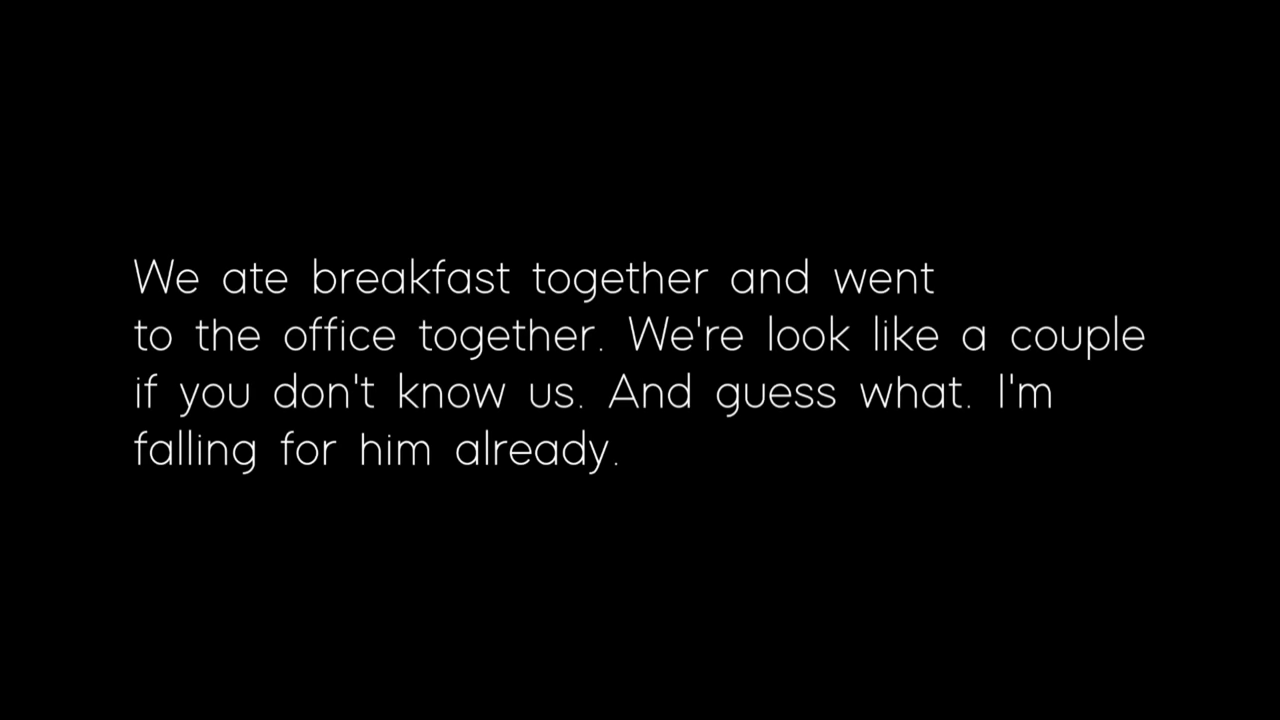 We ate breakfast together and went
to the office together. We're look like a couple
if you don't know us. And guess what. I'm
falling for him already.